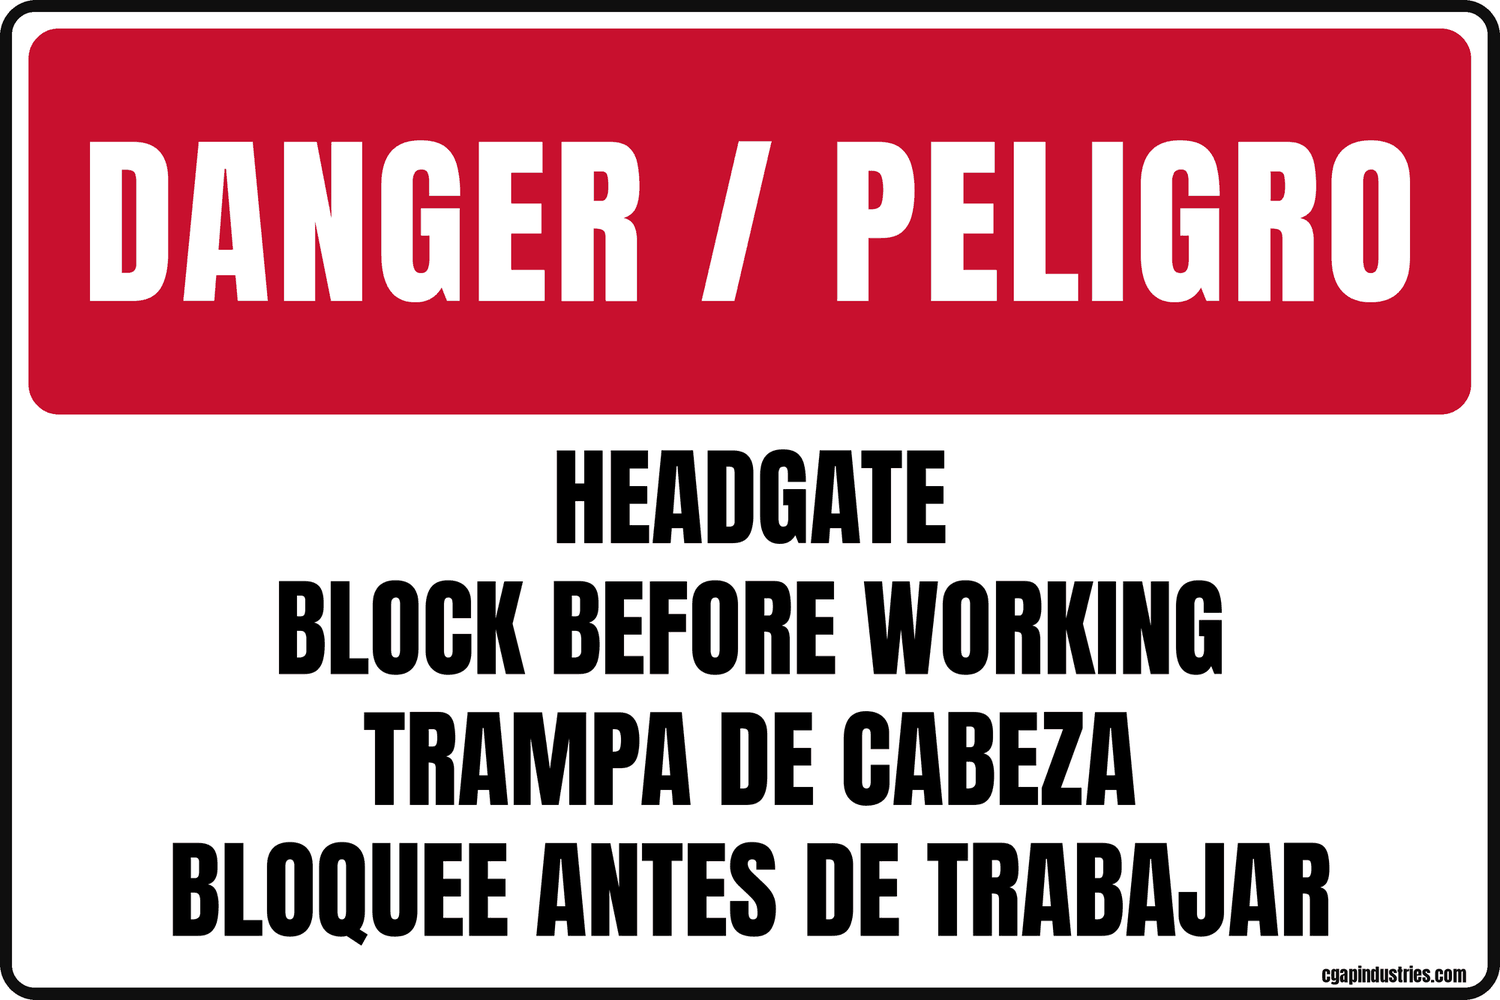 DANGER / PELIGRO
HEADGATE
BLOCK BEFORE WORKING
TRAMPA DE CABEZA
BLOQUEE ANTES DE TRABAJAR
cgapindustries.com